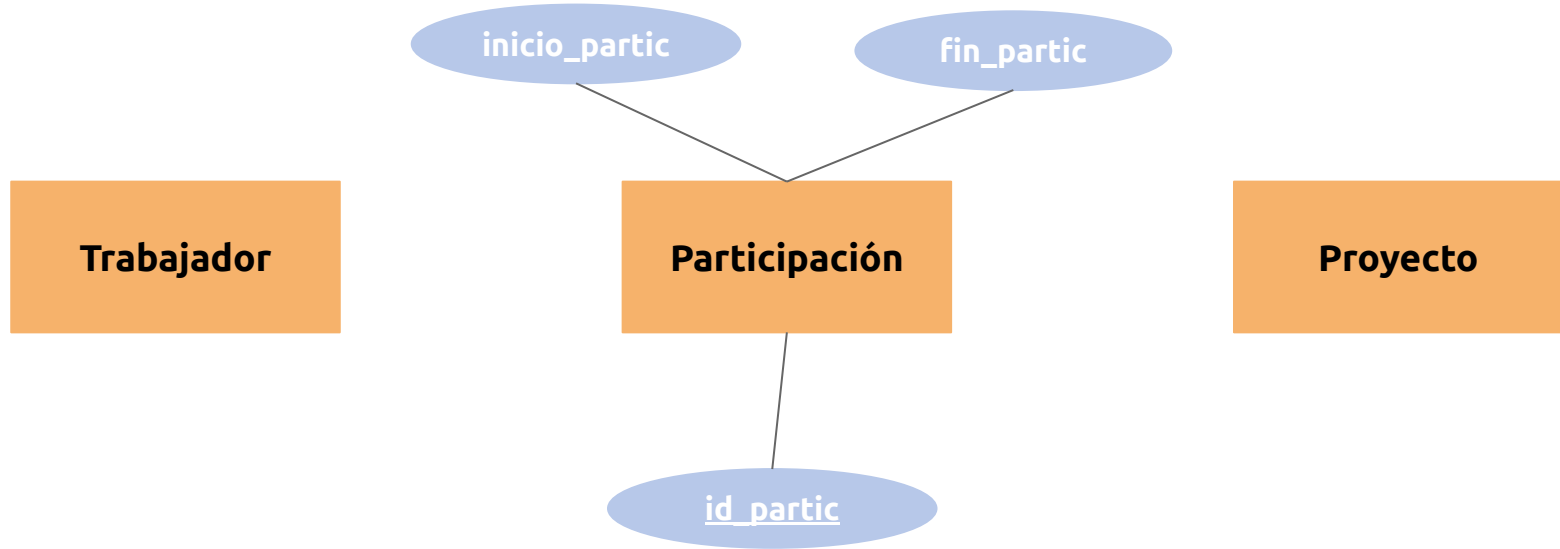 inicio_partic
fin_partic
Trabajador
Participación
Proyecto
id_partic